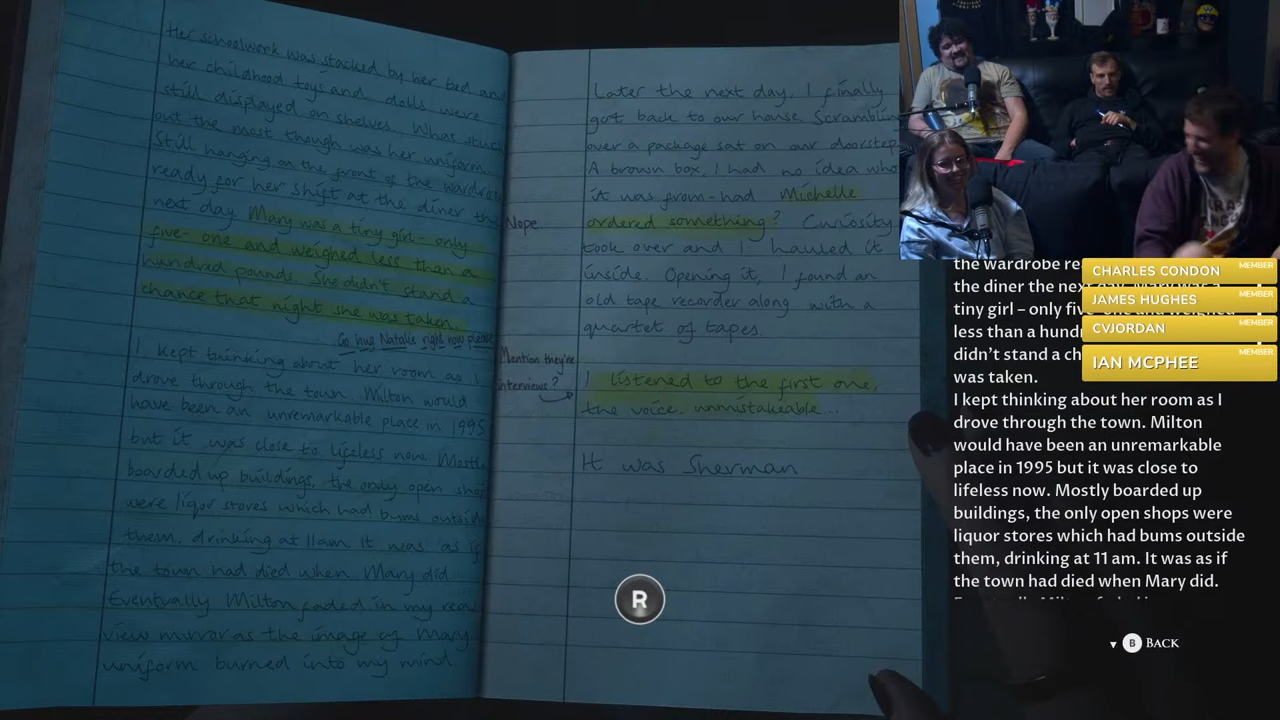 Her schoolwork was stacked by her bed and
her childhood toys and dolls were
still displayed on shelves. What stuck
out the most though was her uniform.
Still hanging on the front of the wardrobe
ready for her shift at the diner the
next day. Mary was a tiny girl - only
five-one and weighed less than a
hundred pounds. She didn't stand a
chance that night she was taken.
Go hug Natalie right now please
I kept thinking about her room as I
drove through the town. Milton would
have been an unremarkable place in 1995
but it was close to lifeless now. Mostly
boarded up buildings, the only open shops
were liqor stores which had bums outside
them, drinking at 11am. It was as if
the town had died when Mary did.
Eventually Milton faded in my rear
view mirror as the image of Mary
uniform burned into my mind
Later the next day, I finally
got back to our house. Scrambling
over a package sat on our doorstep
A brown box, I had no idea who
it was from - had Michelle
ordered something? Curiosity
Nope.
took over and I hauled it
inside. Opening it, I found an
old tape recorder along with a
quartet of tapes.
Mention they're
interviews?
I listened to the first one,
the voice unmistakeable...
It was Sherman
R
the wardrobe re
the diner the next day. Mary was a
tiny girl – only five-one and weighed
less than a hund
didn't stand a ch
was taken.
I kept thinking about her room as I
drove through the town. Milton
would have been an unremarkable
place in 1995 but it was close to
lifeless now. Mostly boarded up
buildings, the only open shops were
liquor stores which had bums outside
them, drinking at 11 am. It was as if
the town had died when Mary did.
CHARLES CONDON MEMBER
JAMES HUGHES MEMBER
CVJORDAN MEMBER
IAN MCPHEE MEMBER
B BACK